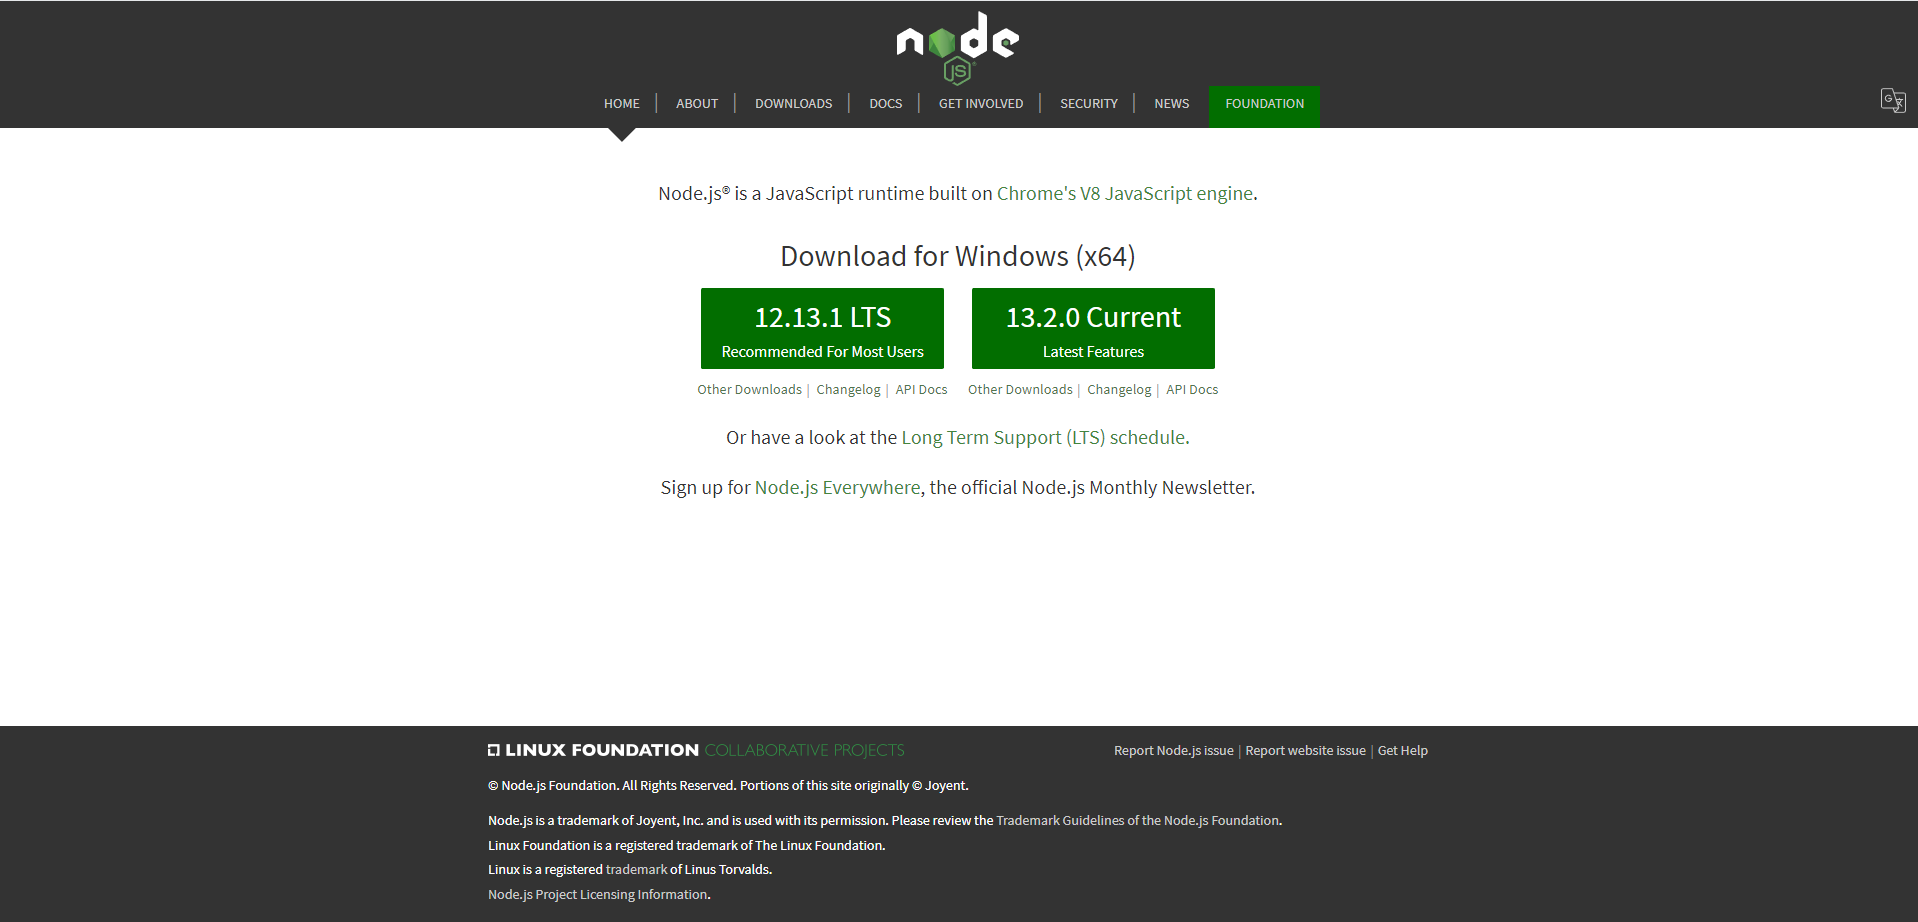 node
JS
HOME | ABOUT | DOWNLOADS | DOCS | GET INVOLVED | SECURITY | NEWS FOUNDATION
Node.js® is a JavaScript runtime built on Chrome's V8 JavaScript engine.
Download for Windows (x64)
12.13.1 LTS
Recommended For Most Users
13.2.0 Current
Latest Features
Other Downloads | Changelog | API Docs
Other Downloads | Changelog | API Docs
Or have a look at the Long Term Support (LTS) schedule.
Sign up for Node.js Everywhere, the official Node.js Monthly Newsletter.
LINUX FOUNDATION COLLABORATIVE PROJECTS
Report Node.js issue | Report website issue | Get Help
© Node.js Foundation. All Rights Reserved. Portions of this site originally © Joyent.
Node.js is a trademark of Joyent, Inc. and is used with its permission. Please review the Trademark Guidelines of the Node.js Foundation.
Linux Foundation is a registered trademark of The Linux Foundation.
Linux is a registered trademark of Linus Torvalds.
Node.js Project Licensing Information.